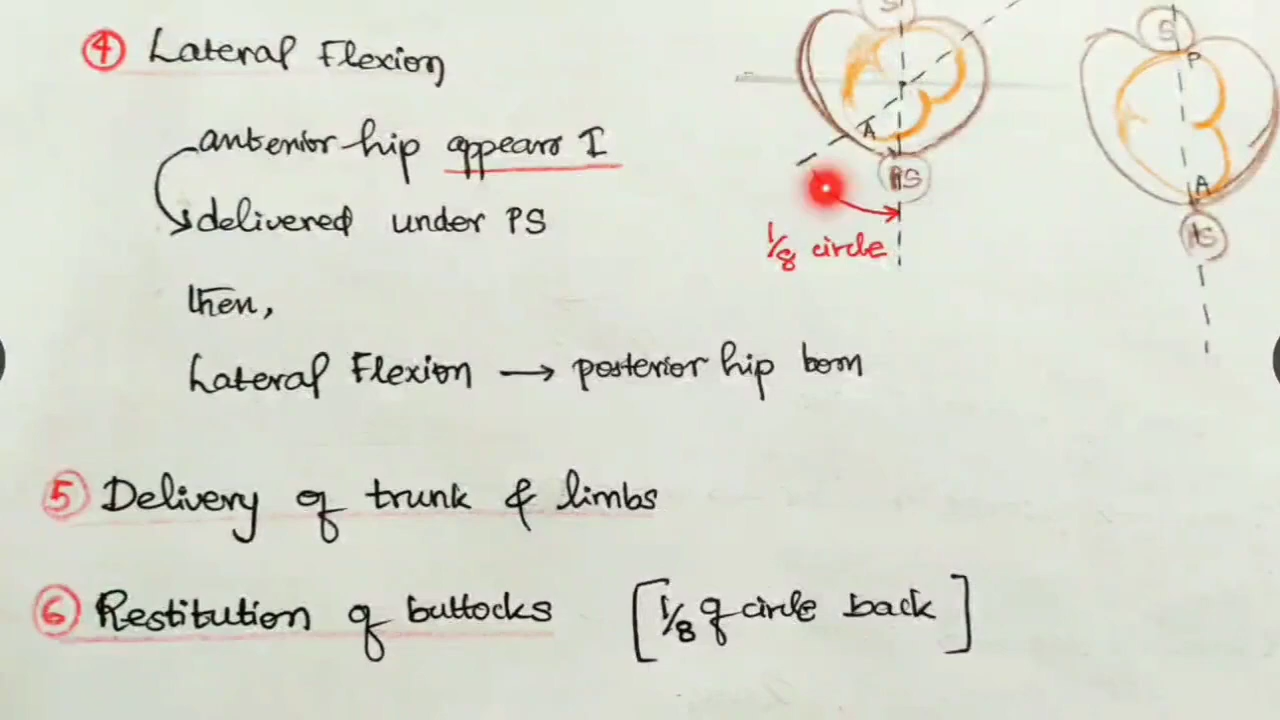 ④ Lateral Flexion
anterior hip appears I
delivered under PS
then,
Lateral Flexion → posterior hip born
⑤ Delivery of trunk & limbs
⑥ Restitution of buttocks [1/8 of circle back]
S
A
PS
1/8 circle
S
P
A
PS